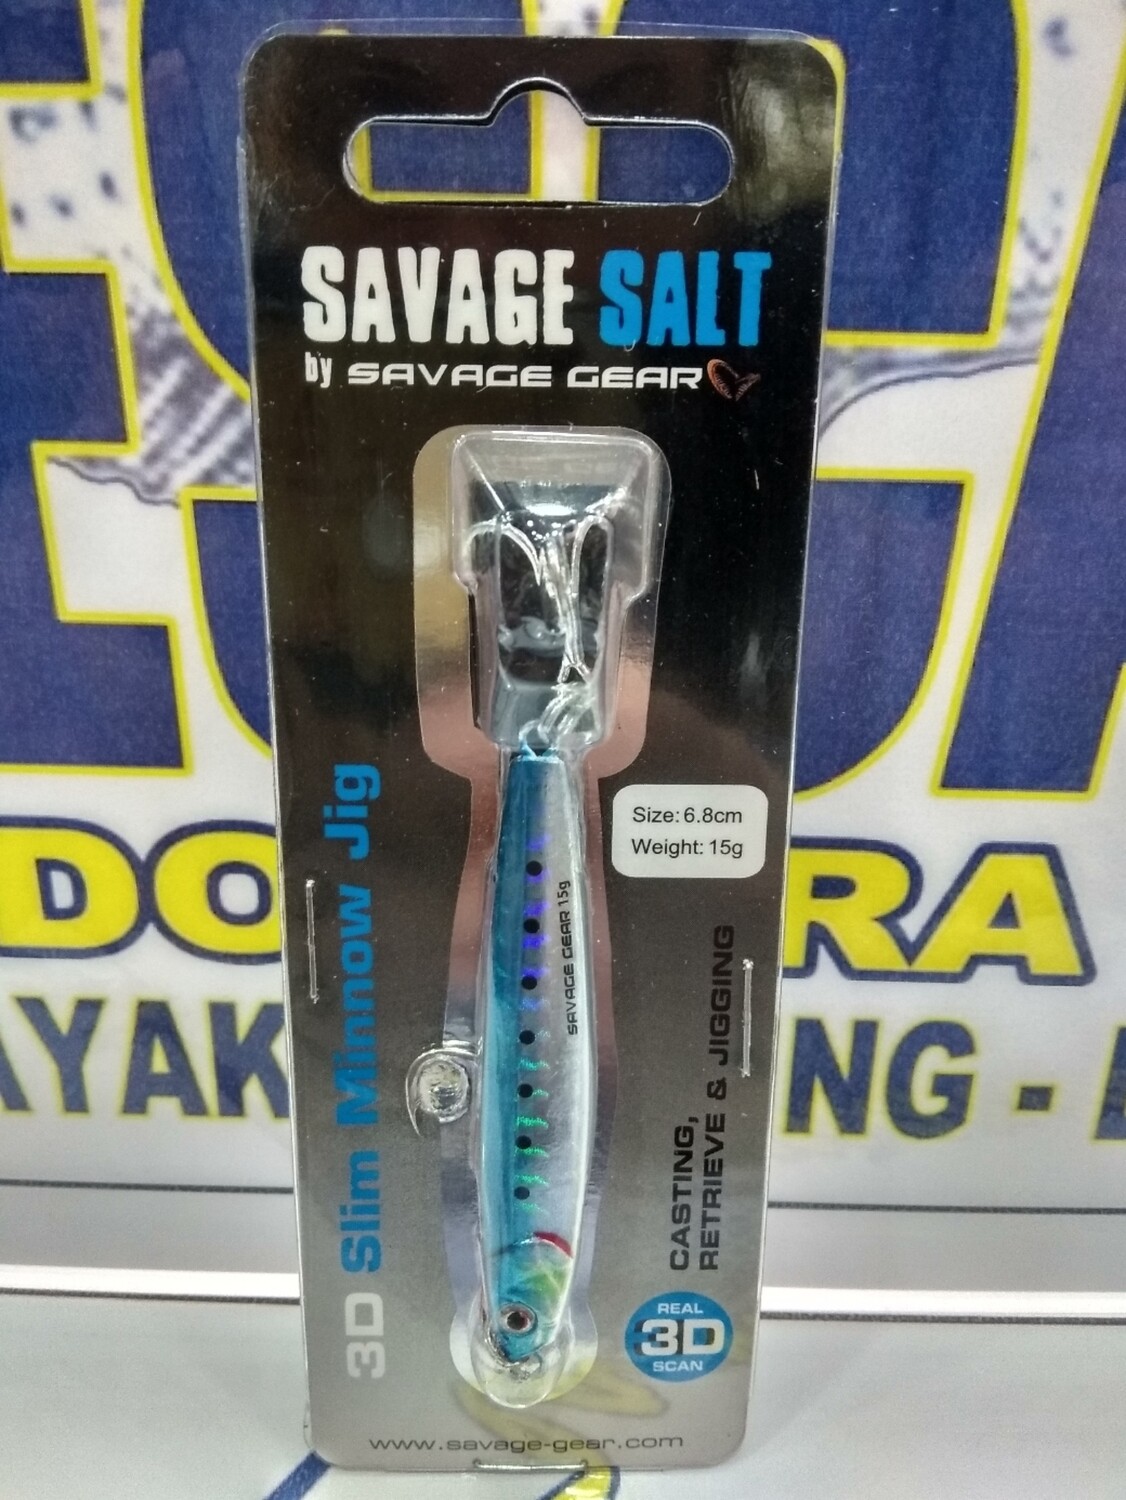 SAVAGE SALT
by SAVAGE GEAR
Size: 6.8cm
Weight: 15g
3D Slim Minnow Jig
SAVAGE GEAR 15g
CASTING,
RETRIEVE & JIGGING
REAL
3D
SCAN
www.savage-gear.com